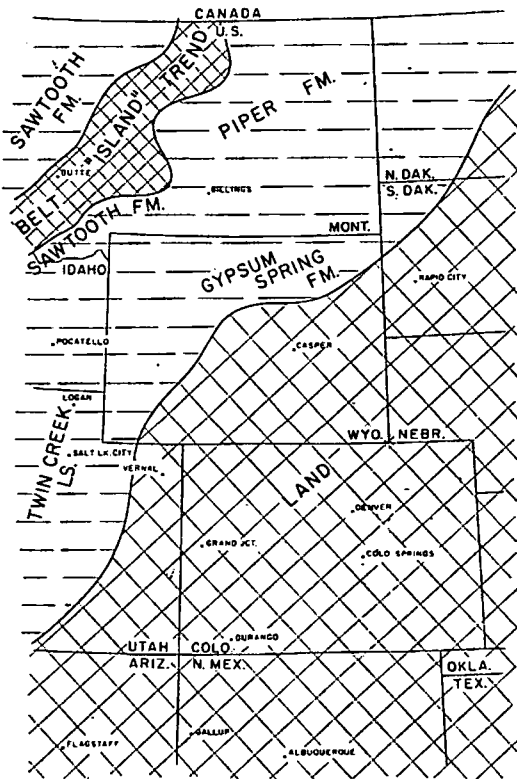 CANADA
U.S.
SAWTOOTH
FM.
BELT "ISLAND" TREND
PIPER FM.
BUTTE
BILLINGS
N. DAK.
S. DAK.
SAWTOOTH FM.
MONT.
IDAHO
GYPSUM
SPRING
FM.
RAPID CITY
POCATELLO
CASPER
LOGAN
TWIN CREEK
LS.
SALT LK. CITY
WYO.
NEBR.
VERNAL
LAND
DENVER
GRAND JCT.
COLO SPRINGS
DURANGO
UTAH
COLO.
ARIZ.
N. MEX.
OKLA.
TEX.
GALLUP
FLAGSTAFF
ALBUQUERQUE